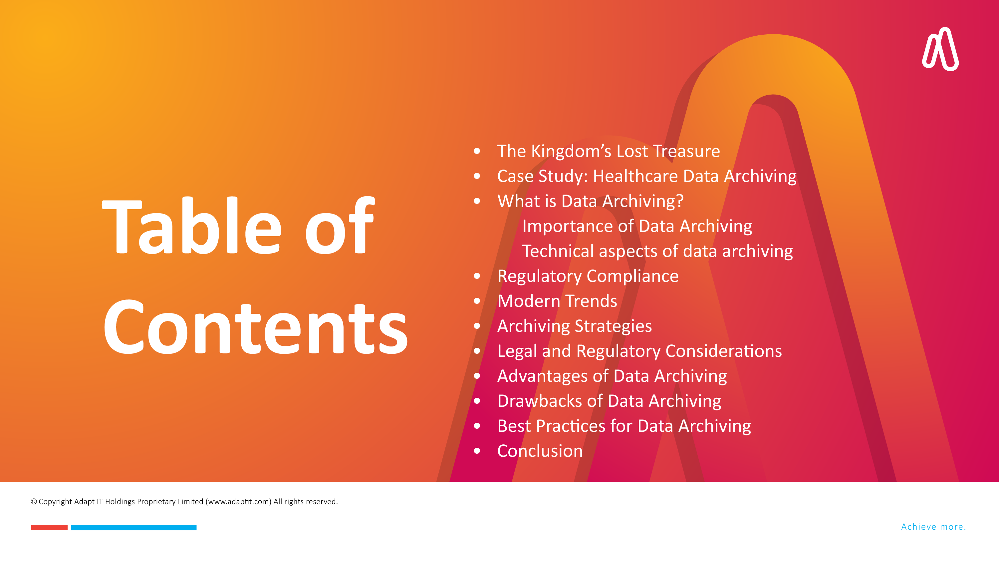 Table of
Contents
• The Kingdom’s Lost Treasure
• Case Study: Healthcare Data Archiving
• What is Data Archiving?
Importance of Data Archiving
Technical aspects of data archiving
• Regulatory Compliance
• Modern Trends
• Archiving Strategies
• Legal and Regulatory Considerations
• Advantages of Data Archiving
• Drawbacks of Data Archiving
• Best Practices for Data Archiving
• Conclusion
© Copyright Adapt IT Holdings Proprietary Limited (www.adaptit.com) All rights reserved.
Achieve more.